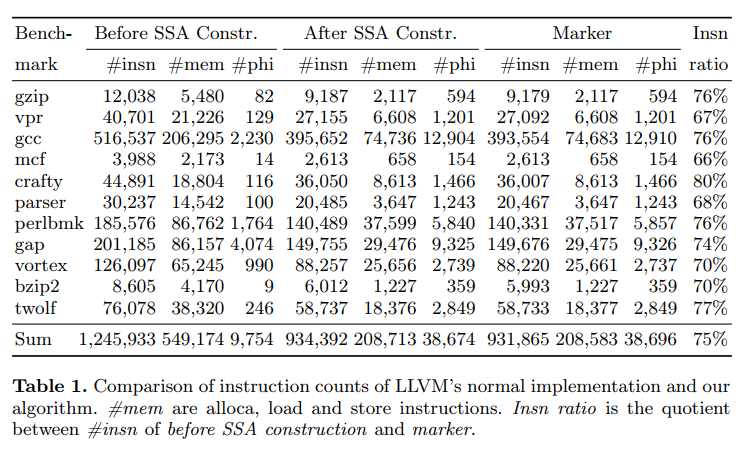 Bench- Before SSA Constr. After SSA Constr. Marker Insn
mark #insn #mem #phi #insn #mem #phi #insn #mem #phi ratio
gzip 12,038 5,480 82 9,187 2,117 594 9,179 2,117 594 76%
vpr 40,701 21,226 129 27,155 6,608 1,201 27,092 6,608 1,201 67%
gcc 516,537 206,295 2,230 395,652 74,736 12,904 393,554 74,683 12,910 76%
mcf 3,988 2,173 14 2,613 658 154 2,613 658 154 66%
crafty 44,891 18,804 116 36,050 8,613 1,466 36,007 8,613 1,466 80%
parser 30,237 14,542 100 20,485 3,647 1,243 20,467 3,647 1,243 68%
perlbmk 185,576 86,762 1,764 140,489 37,599 5,840 140,331 37,517 5,857 76%
gap 201,185 86,157 4,074 149,755 29,476 9,325 149,676 29,475 9,326 74%
vortex 126,097 65,245 990 88,257 25,656 2,739 88,220 25,661 2,737 70%
bzip2 8,605 4,170 9 6,012 1,227 359 5,993 1,227 359 70%
twolf 76,078 38,320 246 58,737 18,376 2,849 58,733 18,377 2,849 77%
Sum 1,245,933 549,174 9,754 934,392 208,713 38,674 931,865 208,583 38,696 75%
Table 1. Comparison of instruction counts of LLVM's normal implementation and our
algorithm. #mem are alloca, load and store instructions. Insn ratio is the quotient
between #insn of before SSA construction and marker.